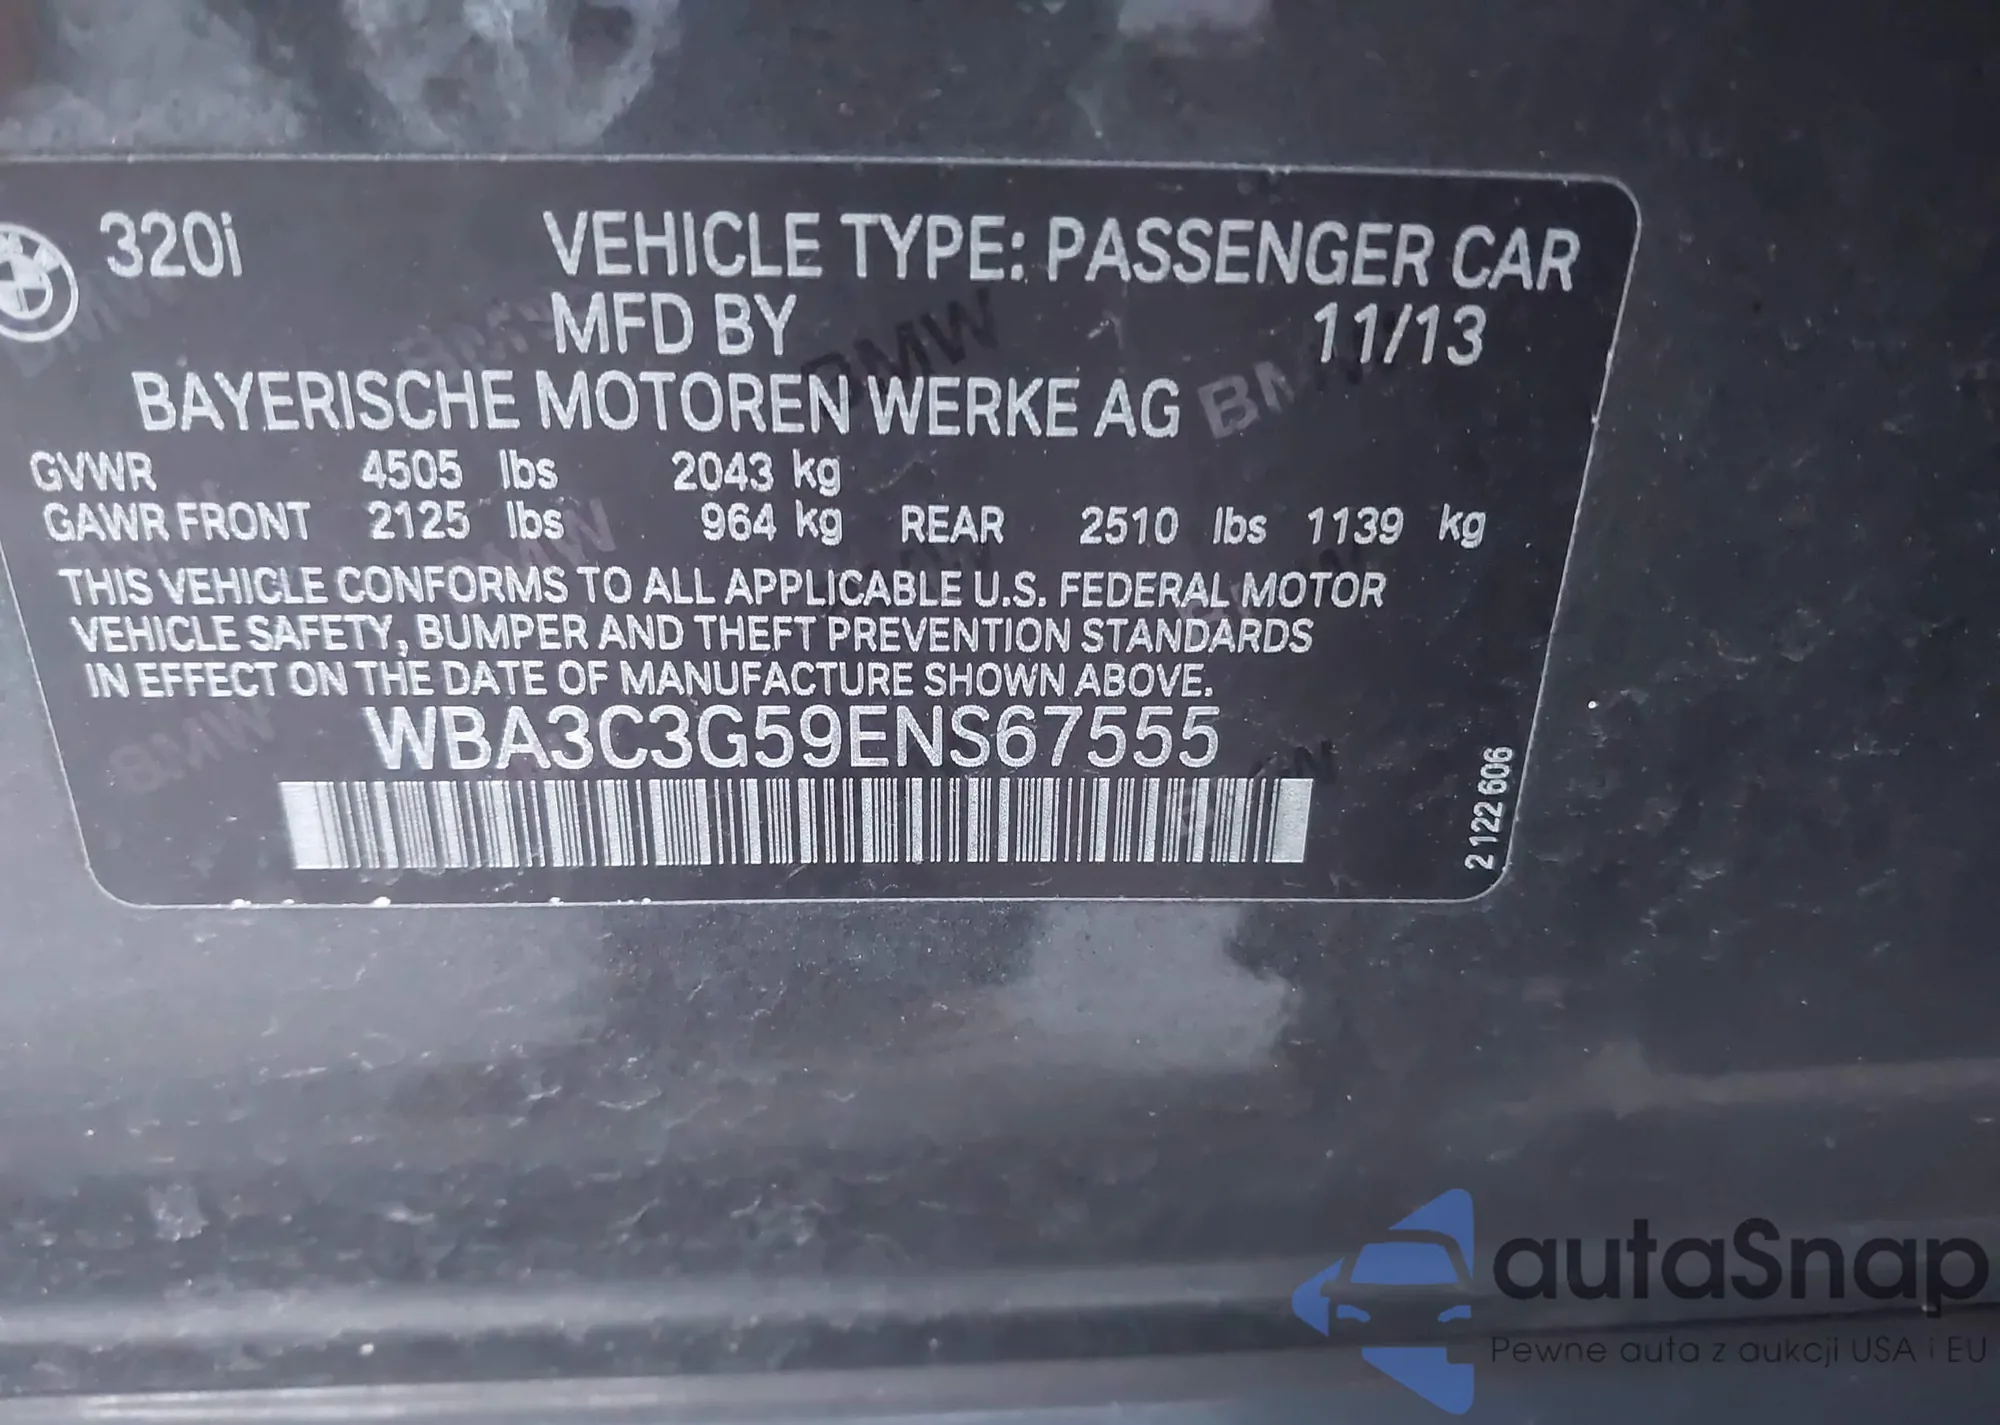 320i VEHICLE TYPE: PASSENGER CAR
MFD BY 11/13
BAYERISCHE MOTOREN WERKE AG
GVWR 4505 lbs 2043 kg
GAWR FRONT 2125 lbs 964 kg REAR 2510 lbs 1139 kg
THIS VEHICLE CONFORMS TO ALL APPLICABLE U.S. FEDERAL MOTOR
VEHICLE SAFETY, BUMPER AND THEFT PREVENTION STANDARDS
IN EFFECT ON THE DATE OF MANUFACTURE SHOWN ABOVE.
WBA3C3G59ENS67555
2 122 606
autaSnap
Pewne auta z aukcji USA i EU